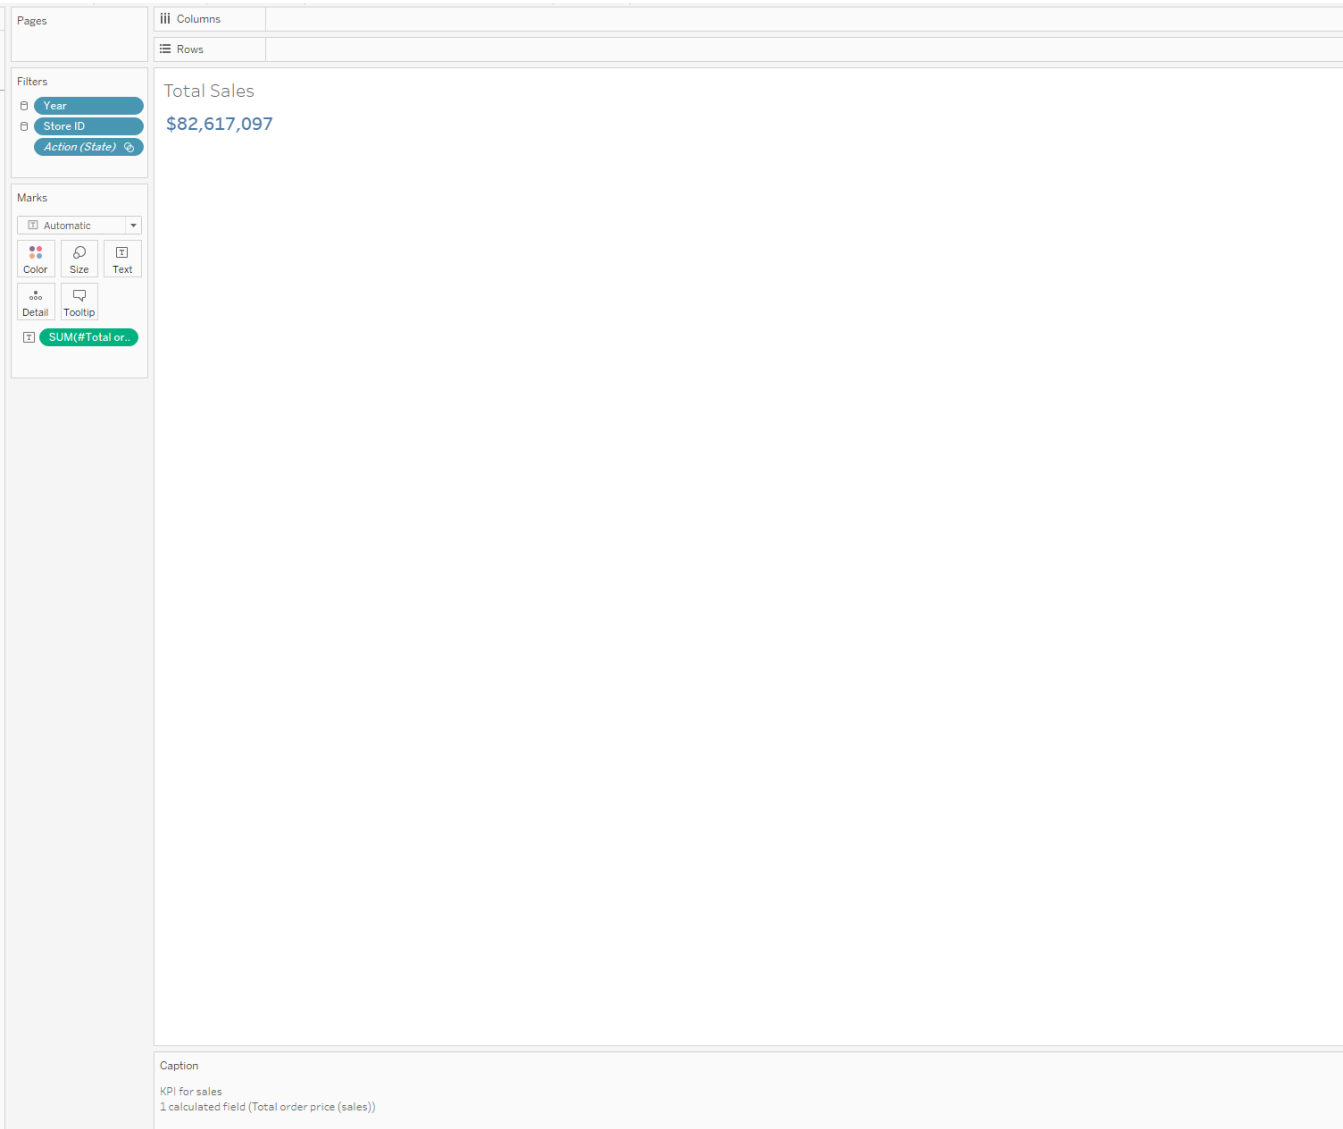 Pages
Columns
Rows
Filters
Year
Store ID
Action (State)
Total Sales
$82,617,097
Marks
Automatic
Color
Size
Text
Detail
Tooltip
SUM(#Total or..
Caption
KPI for sales
1 calculated field (Total order price (sales))